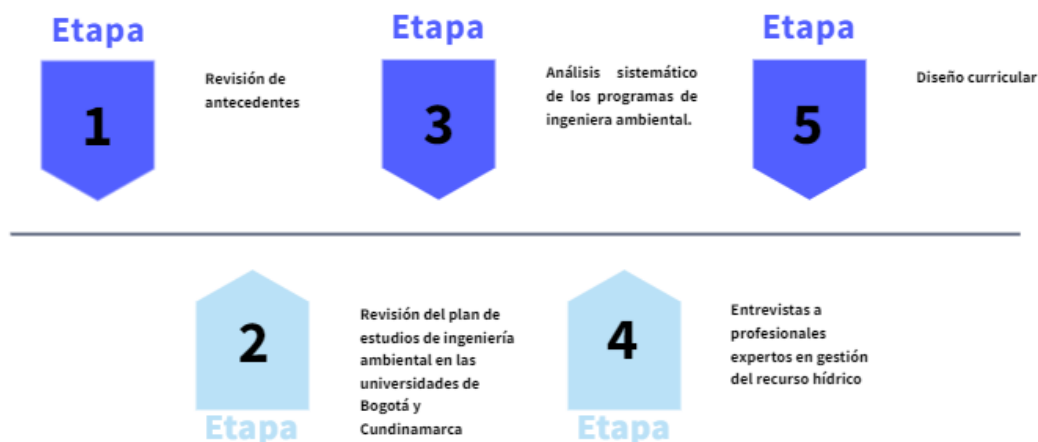 Etapa
1
Revisión de
antecedentes
Etapa
3
Análisis sistemático
de los programas de
ingeniera ambiental.
Etapa
5
Diseño curricular
2
Etapa
Revisión del plan de
estudios de ingeniería
ambiental en las
universidades de
Bogotá y
Cundinamarca
4
Etapa
Entrevistas a
profesionales
expertos en gestión
del recurso hídrico